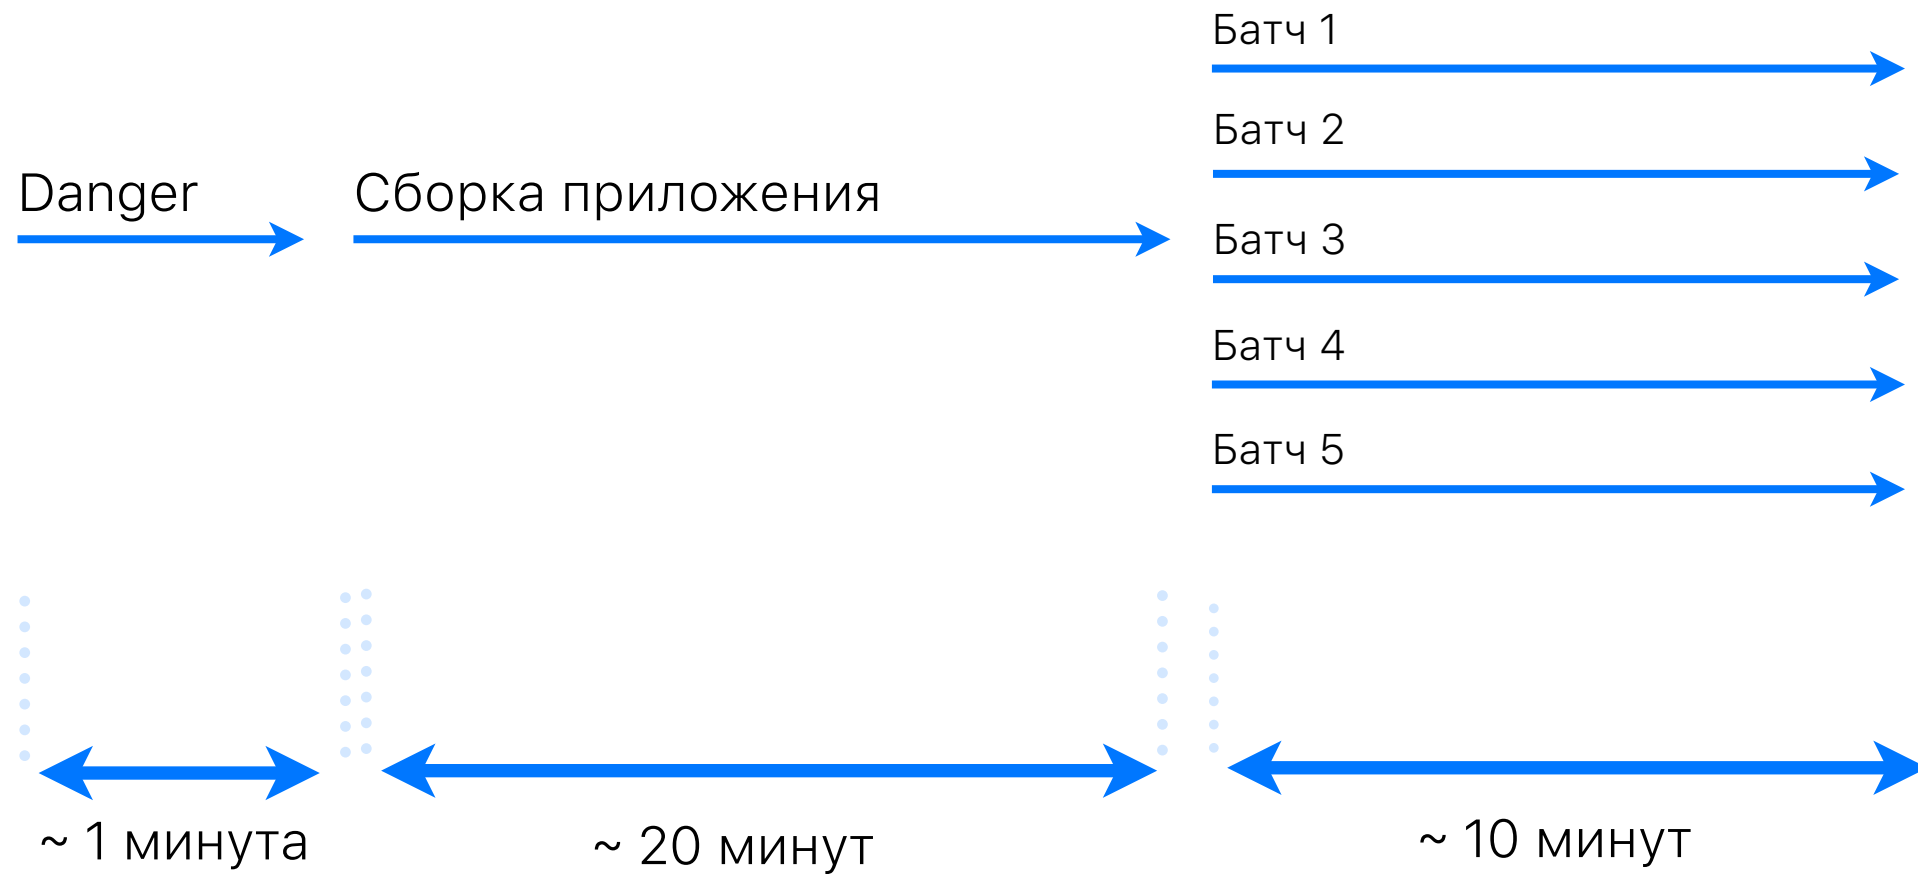 Danger
Сборка приложения
Батч 1
Батч 2
Батч 3
Батч 4
Батч 5
~ 1 минута
~ 20 минут
~ 10 минут